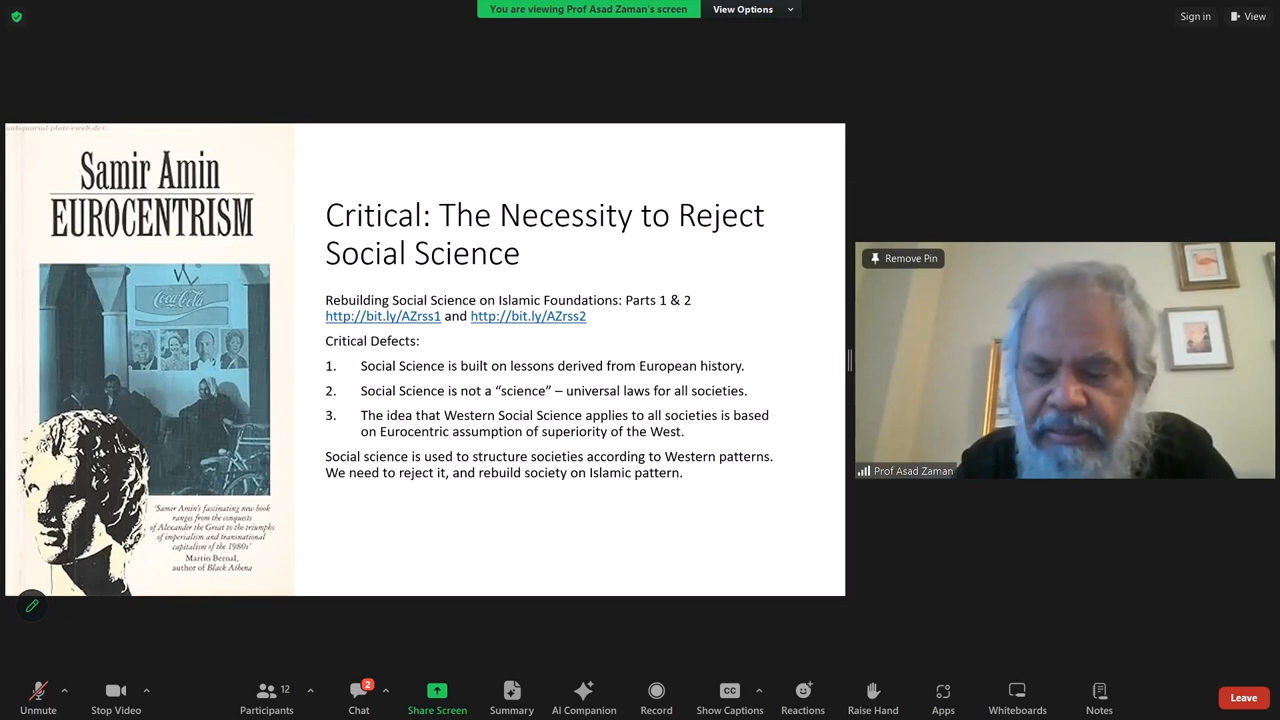 You are viewing Prof Asad Zaman's screen
View Options
Sign in
View
antiquariat-plate-rweb.de
Samir Amin
EUROCENTRISM
Coca-Cola
'Samir Amin's fascinating new book
ranges from the conquests
of Alexander the Great to the triumphs
of imperialism and transnational
capitalism of the 1980s'
Martin Bernal,
author of Black Athena
Critical: The Necessity to Reject
Social Science
Rebuilding Social Science on Islamic Foundations: Parts 1 & 2
http://bit.ly/AZrss1 and http://bit.ly/AZrss2
Critical Defects:
1. Social Science is built on lessons derived from European history.
2. Social Science is not a “science” – universal laws for all societies.
3. The idea that Western Social Science applies to all societies is based
on Eurocentric assumption of superiority of the West.
Social science is used to structure societies according to Western patterns.
We need to reject it, and rebuild society on Islamic pattern.
Remove Pin
Prof Asad Zaman
Unmute
Stop Video
Participants
12
Chat
2
Share Screen
Summary
AI Companion
Record
CC
Show Captions
Reactions
Raise Hand
Apps
Whiteboards
Notes
Leave